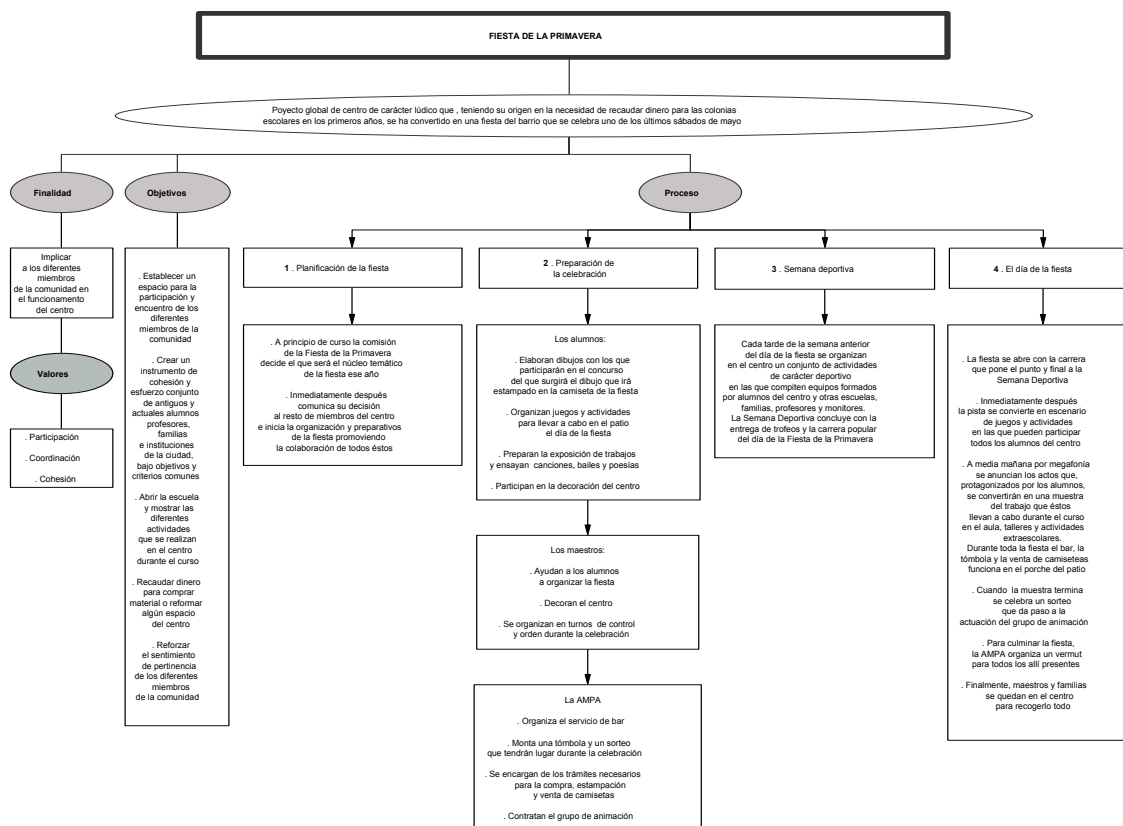 FIESTA DE LA PRIMAVERA
Poyecto global de centro de carácter lúdico que , teniendo su origen en la necesidad de recaudar dinero para las colonias
escolares en los primeros años, se ha convertido en una fiesta del barrio que se celebra uno de los últimos sábados de mayo
Finalidad
Implicar
a los diferentes
miembros
de la comunidad en
el funcionamento
del centro
Valores
. Participación
. Coordinación
. Cohesión
Objetivos
. Establecer un
espacio para la
participación y
encuentro de los
diferentes
miembros de la
comunidad
. Crear un
instrumento de
cohesión y
esfuerzo conjunto
de antiguos y
actuales alumnos
profesores,
familias
e instituciones
de la ciudad,
bajo objetivos y
criterios comunes
. Abrir la escuela
y mostrar las
diferentes
actividades
que se realizan
en el centro
durante el curso
. Recaudar dinero
para comprar
material o reformar
algún espacio
del centro
. Reforzar
el sentimiento
de pertinencia
de los diferentes
miembros
de la comunidad
Proceso
1 . Planificación de la fiesta
. A principio de curso la comisión
de la Fiesta de la Primavera
decide el que será el núcleo temático
de la fiesta ese año
. Inmediatamente después
comunica su decisión
al resto de miembros del centro
e inicia la organización y preparativos
de la fiesta promoviendo
la colaboración de todos éstos
2 . Preparación de
la celebración
Los alumnos:
. Elaboran dibujos con los que
participarán en el concurso
del que surgirá el dibujo que irá
estampado en la camiseta de la fiesta
. Organizan juegos y actividades
para llevar a cabo en el patio
el día de la fiesta
. Preparan la exposición de trabajos
y ensayan canciones, bailes y poesías
. Participan en la decoración del centro
Los maestros:
. Ayudan a los alumnos
a organizar la fiesta
. Decoran el centro
. Se organizan en turnos de control
y orden durante la celebración
La AMPA
. Organiza el servicio de bar
. Monta una tómbola y un sorteo
que tendrán lugar durante la celebración
. Se encargan de los trámites necesarios
para la compra, estampación
y venta de camisetas
. Contratan el grupo de animación
3 . Semana deportiva
Cada tarde de la semana anterior
del día de la fiesta se organizan
en el centro un conjunto de actividades
de carácter deportivo
en las que compiten equipos formados
por alumnos del centro y otras escuelas,
familias, profesores y monitores.
La Semana Deportiva concluye con la
entrega de trofeos y la carrera popular
del día de la Fiesta de la Primavera
4 . El día de la fiesta
. La fiesta se abre con la carrera
que pone el punto y final a la
Semana Deportiva
. Inmediatamente después
la pista se convierte en escenario
de juegos y actividades
en las que pueden participar
todos los alumnos del centro
. A media mañana por megafonía
se anuncian los actos que,
protagonizados por los alumnos,
se convertirán en una muestra
del trabajo que éstos
llevan a cabo durante el curso
en el aula, talleres y actividades
extraescolares.
Durante toda la fiesta el bar, la
tómbola y la venta de camiseteas
funciona en el porche del patio
. Cuando la muestra termina
se celebra un sorteo
que da paso a la
actuación del grupo de animación
. Para culminar la fiesta,
la AMPA organiza un vermut
para todos los allí presentes
. Finalmente, maestros y familias
se quedan en el centro
para recogerlo todo